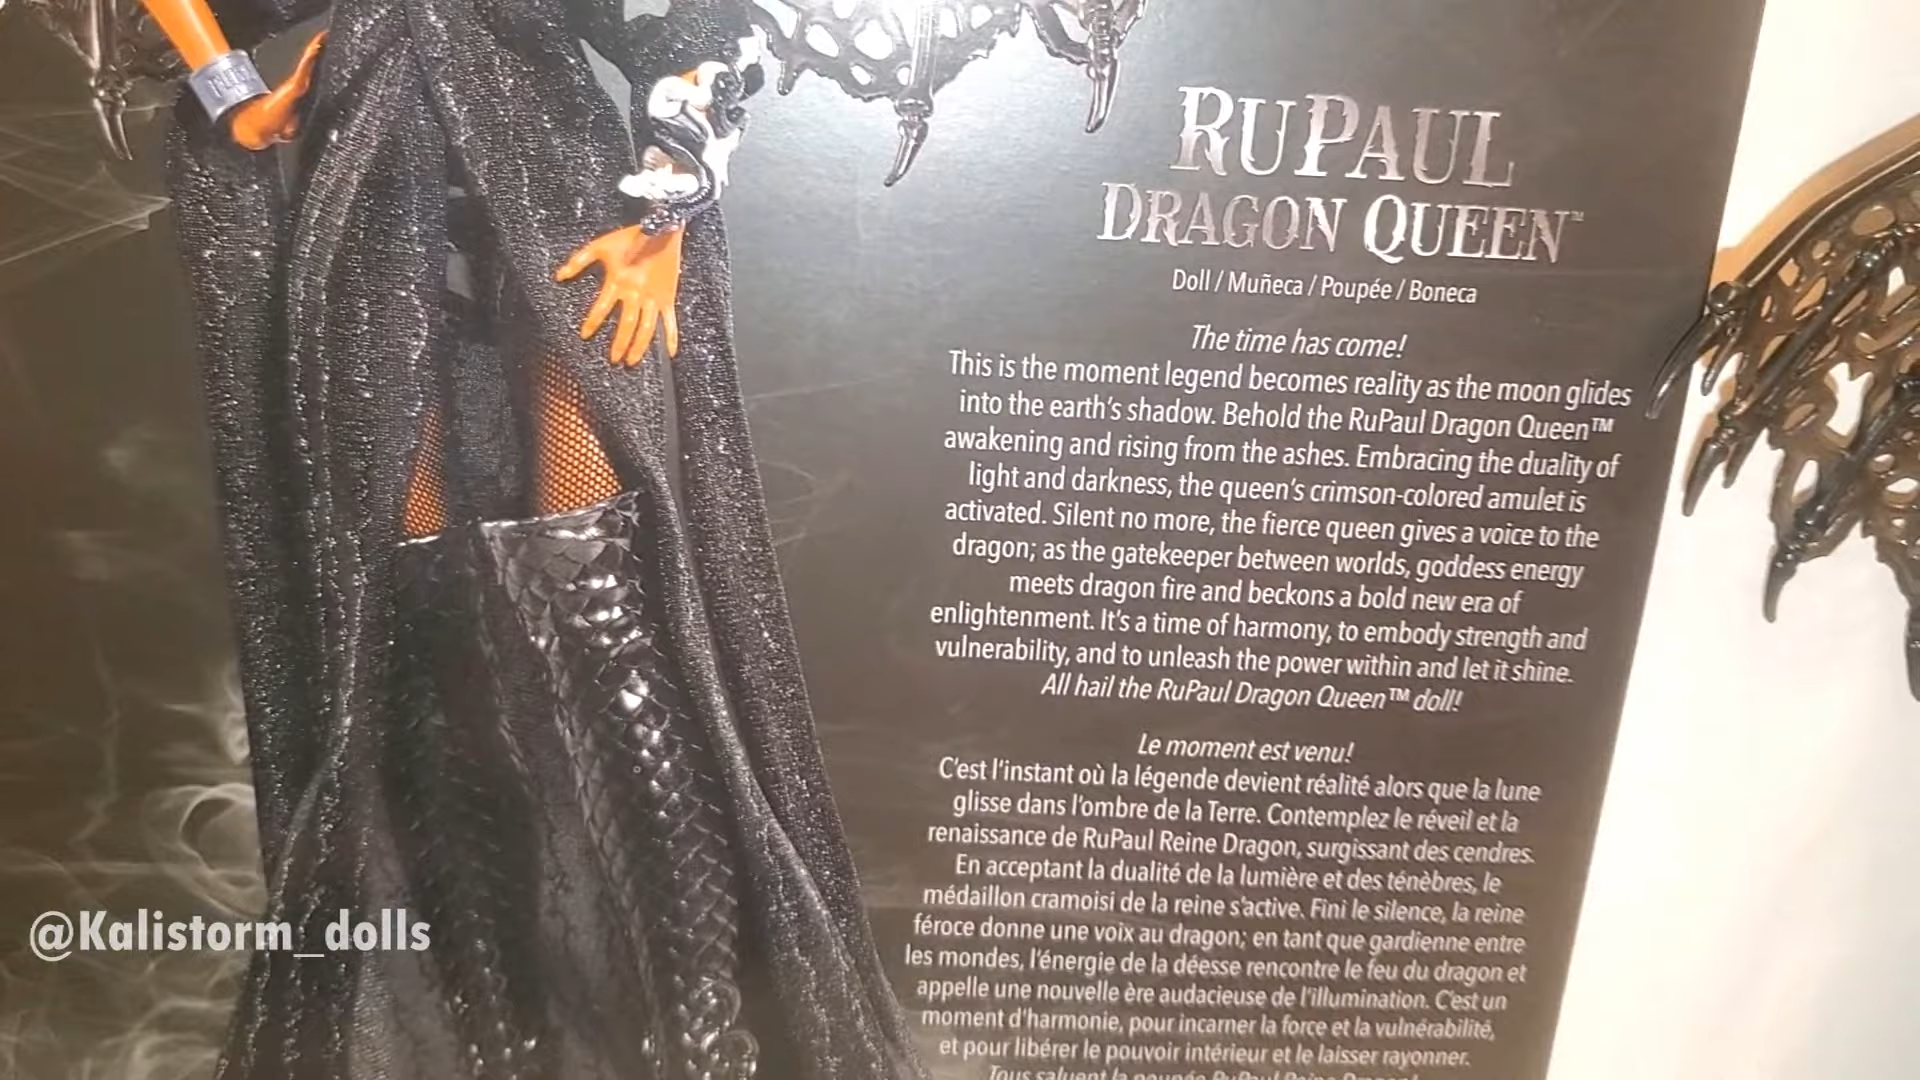 RUPAUL
DRAGON QUEEN™
Doll / Muñeca / Poupée / Boneca
The time has come!
This is the moment legend becomes reality as the moon glides
into the earth's shadow. Behold the RuPaul Dragon Queen™
awakening and rising from the ashes. Embracing the duality of
light and darkness, the queen's crimson-colored amulet is
activated. Silent no more, the fierce queen gives a voice to the
dragon; as the gatekeeper between worlds, goddess energy
meets dragon fire and beckons a bold new era of
enlightenment. It's a time of harmony, to embody strength and
vulnerability, and to unleash the power within and let it shine.
All hail the RuPaul Dragon Queen™ doll!
Le moment est venu!
C'est l'instant où la légende devient réalité alors que la lune
glisse dans l'ombre de la Terre. Contemplez le réveil et la
renaissance de RuPaul Reine Dragon, surgissant des cendres.
En acceptant la dualité de la lumière et des ténèbres, le
médaillon cramoisi de la reine s'active. Fini le silence, la reine
féroce donne une voix au dragon; en tant que gardienne entre
les mondes, l'énergie de la déesse rencontre le feu du dragon et
appelle une nouvelle ère audacieuse de l'illumination. C'est un
moment d'harmonie, pour incarner la force et la vulnérabilité,
et pour libérer le pouvoir intérieur et le laisser rayonner.
Tous saluent la poupée RuPaul Reine Dragon!
@Kalistorm_dolls